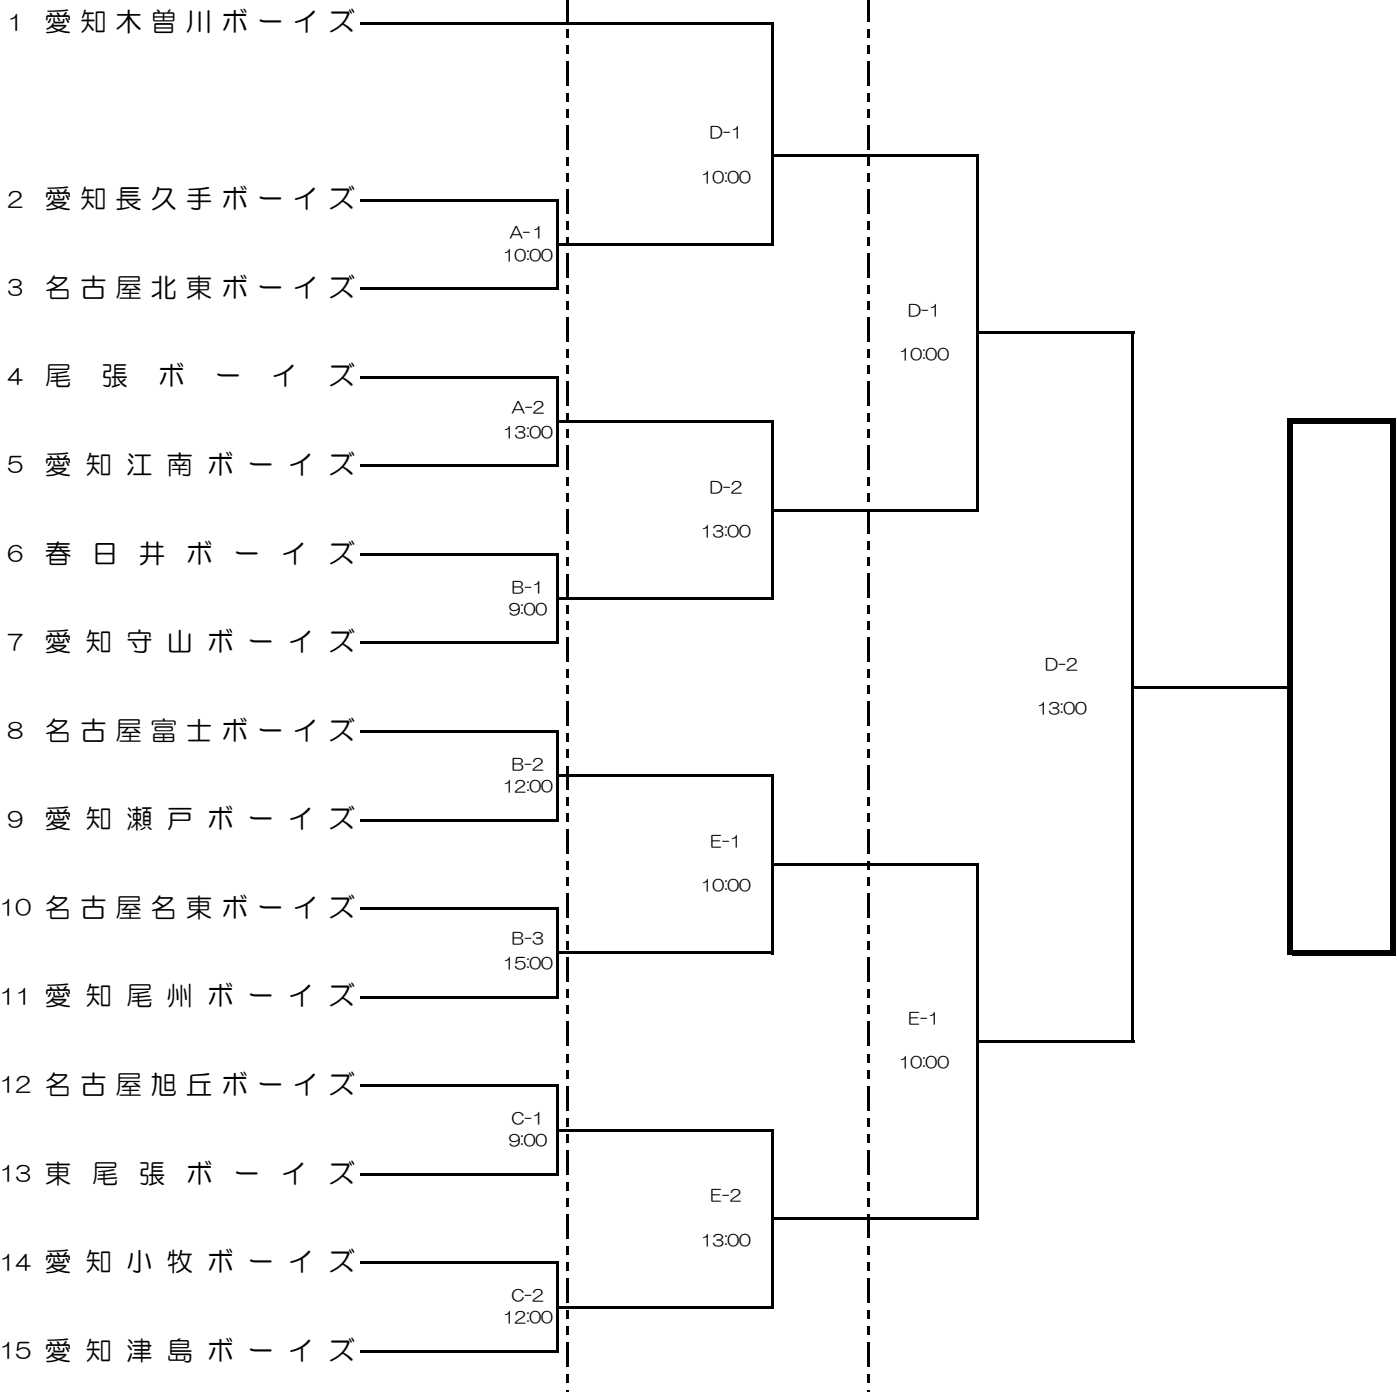 1 愛知木曽川ボーイズ
D-1
10:00
2 愛知長久手ボーイズ
A-1
10:00
3 名古屋北東ボーイズ
D-1
10:00
4 尾張ボーイズ
A-2
13:00
5 愛知江南ボーイズ
D-2
13:00
6 春日井ボーイズ
B-1
9:00
7 愛知守山ボーイズ
D-2
13:00
8 名古屋富士ボーイズ
B-2
12:00
9 愛知瀬戸ボーイズ
E-1
10:00
10 名古屋名東ボーイズ
B-3
15:00
11 愛知尾州ボーイズ
E-1
10:00
12 名古屋旭丘ボーイズ
C-1
9:00
13 東尾張ボーイズ
E-2
13:00
14 愛知小牧ボーイズ
C-2
12:00
15 愛知津島ボーイズ